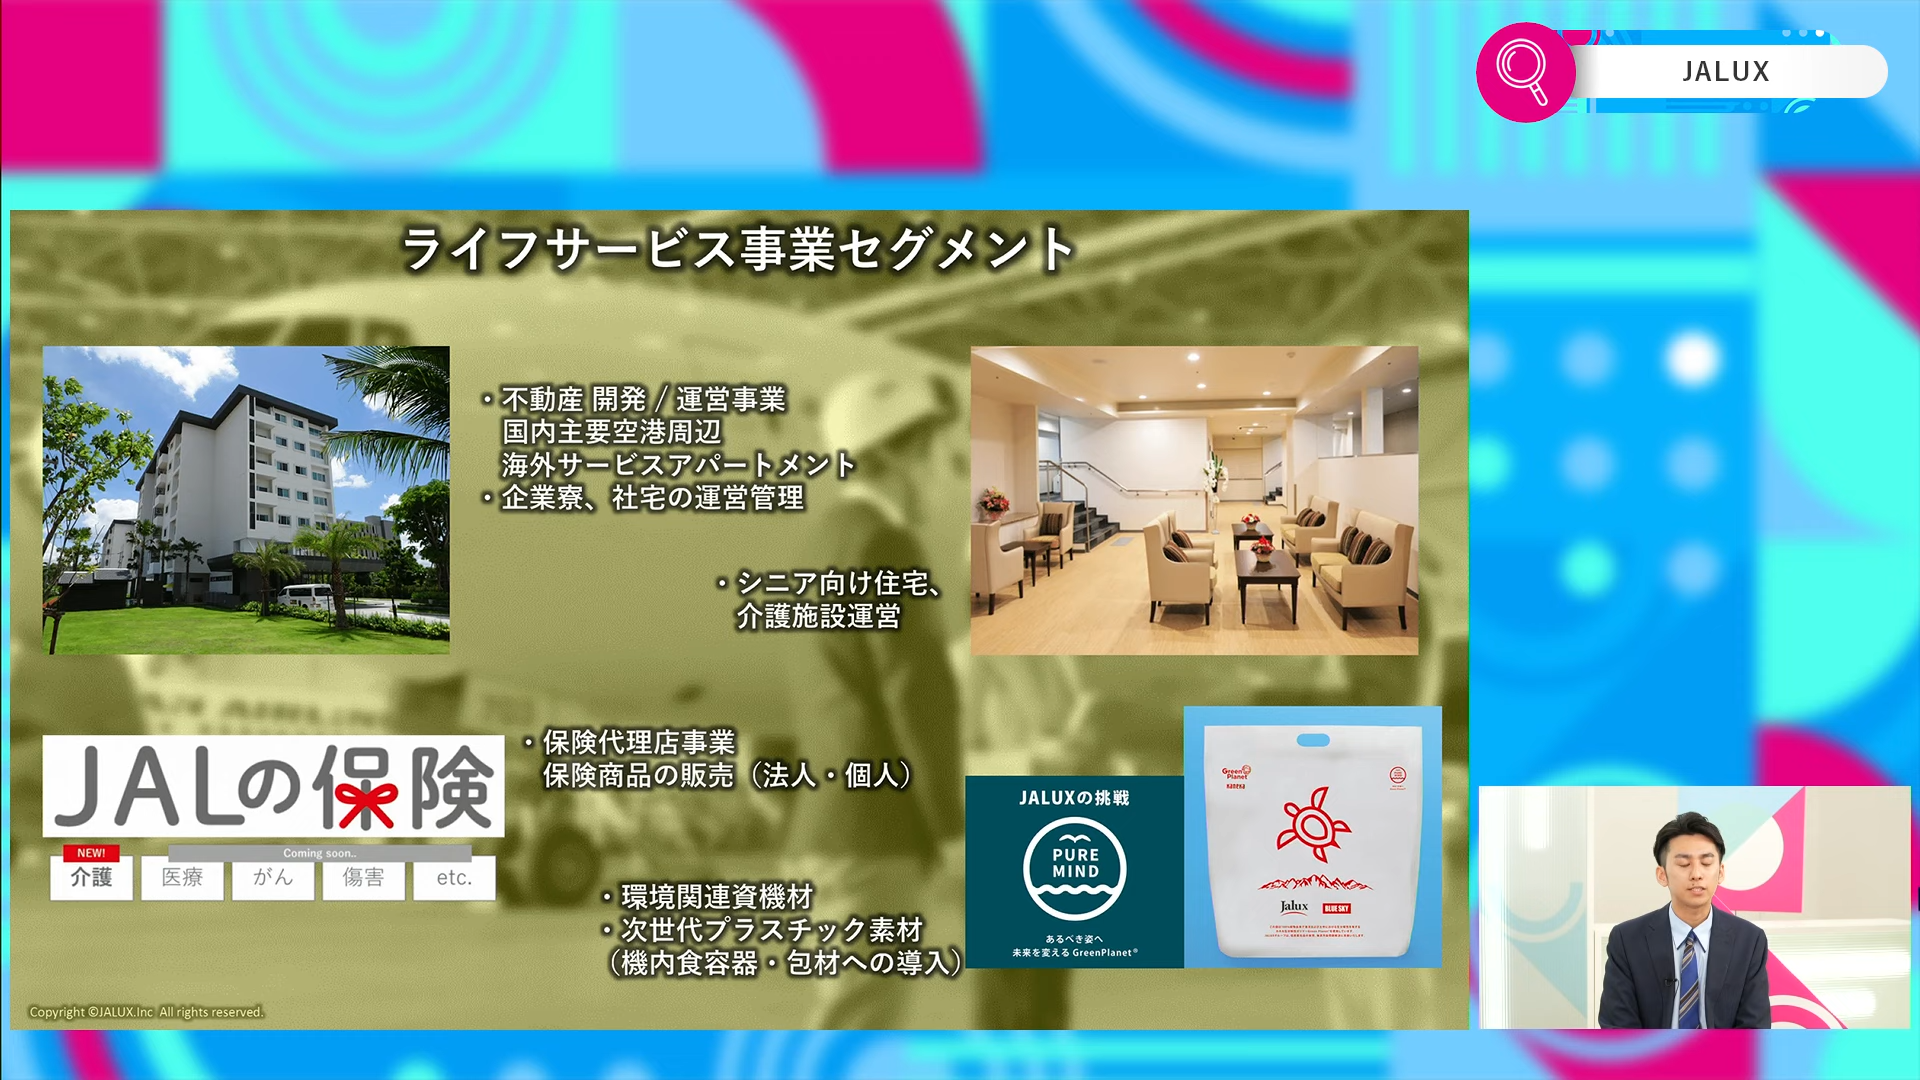 JALUX
ライフサービス事業セグメント
・不動産 開発 / 運営事業
国内主要空港周辺
海外サービスアパートメント
・企業寮、社宅の運営管理
・シニア向け住宅、
介護施設運営
JALの保険
NEW!
Coming soon..
介護
医療
がん
傷害
etc.
・保険代理店事業
保険商品の販売（法人・個人）
・環境関連資機材
・次世代プラスチック素材
（機内食容器・包材への導入）
JALUXの挑戦
PURE
MIND
あるべき姿へ
未来を変える GreenPlanet®
Green
Planet
KANEKA
Jalux
BLUE SKY
Copyright ©JALUX.Inc All rights reserved.